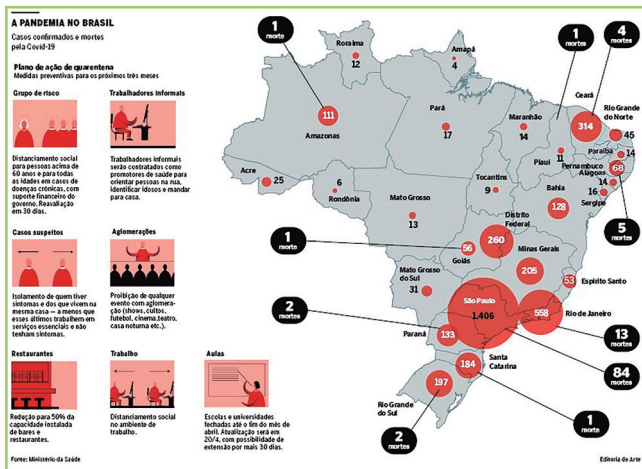 A PANDEMIA NO BRASIL
Casos confirmados e mortes
pela Covid-19
Plano de ação de quarentena
Medidas preventivas para os próximos três meses
Grupo de risco
Distanciamento social
para pessoas acima de
60 anos e para todas
as idades em casos de
doenças crônicas, com
suporte financeiro do
governo. Reavaliação
em 30 dias.
Trabalhadores informais
Trabalhadores informais
serão contratados como
promotores de saúde para
orientar pessoas na rua,
identificar idosos e mandar
para casa.
Casos suspeitos
Isolamento de quem tiver
sintomas e dos que vivem na
mesma casa — a menos que
esses últimos trabalhem em
serviços essenciais e não
tenham sintomas.
Aglomerações
Proibição de qualquer
evento com aglomera-
ção (shows, cultos,
futebol, cinema, teatro,
casa noturna etc.).
Restaurantes
Redução para 50% da
capacidade instalada
de bares e
restaurantes.
Trabalho
Distanciamento social
no ambiente de
trabalho.
Aulas
Escolas e universidades
fechadas até o fim do mês de
abril. Atualização será em
20/4, com possibilidade de
extensão por mais 30 dias.
Fonte: Ministério da Saúde
1
morte
Roraima
12
Amapá
4
1
mortes
4
mortes
Ceará
314
Rio Grande
do Norte
45
111
Amazonas
Pará
17
Maranhão
14
Piauí
11
Paraíba
14
Pernambuco
68
Alagoas
14
16
Sergipe
5
mortes
Acre
25
6
Rondônia
Tocantins
9
Bahia
128
Mato Grosso
13
Distrito
Federal
260
1
morte
56
Goiás
Minas Gerais
205
Mato Grosso
do Sul
31
53
Espírito Santo
São Paulo
1.406
558
Rio de Janeiro
13
mortes
2
mortes
133
Paraná
84
mortes
184
Santa
Catarina
197
Rio Grande
do Sul
1
morte
2
mortes
Editoria de Arte